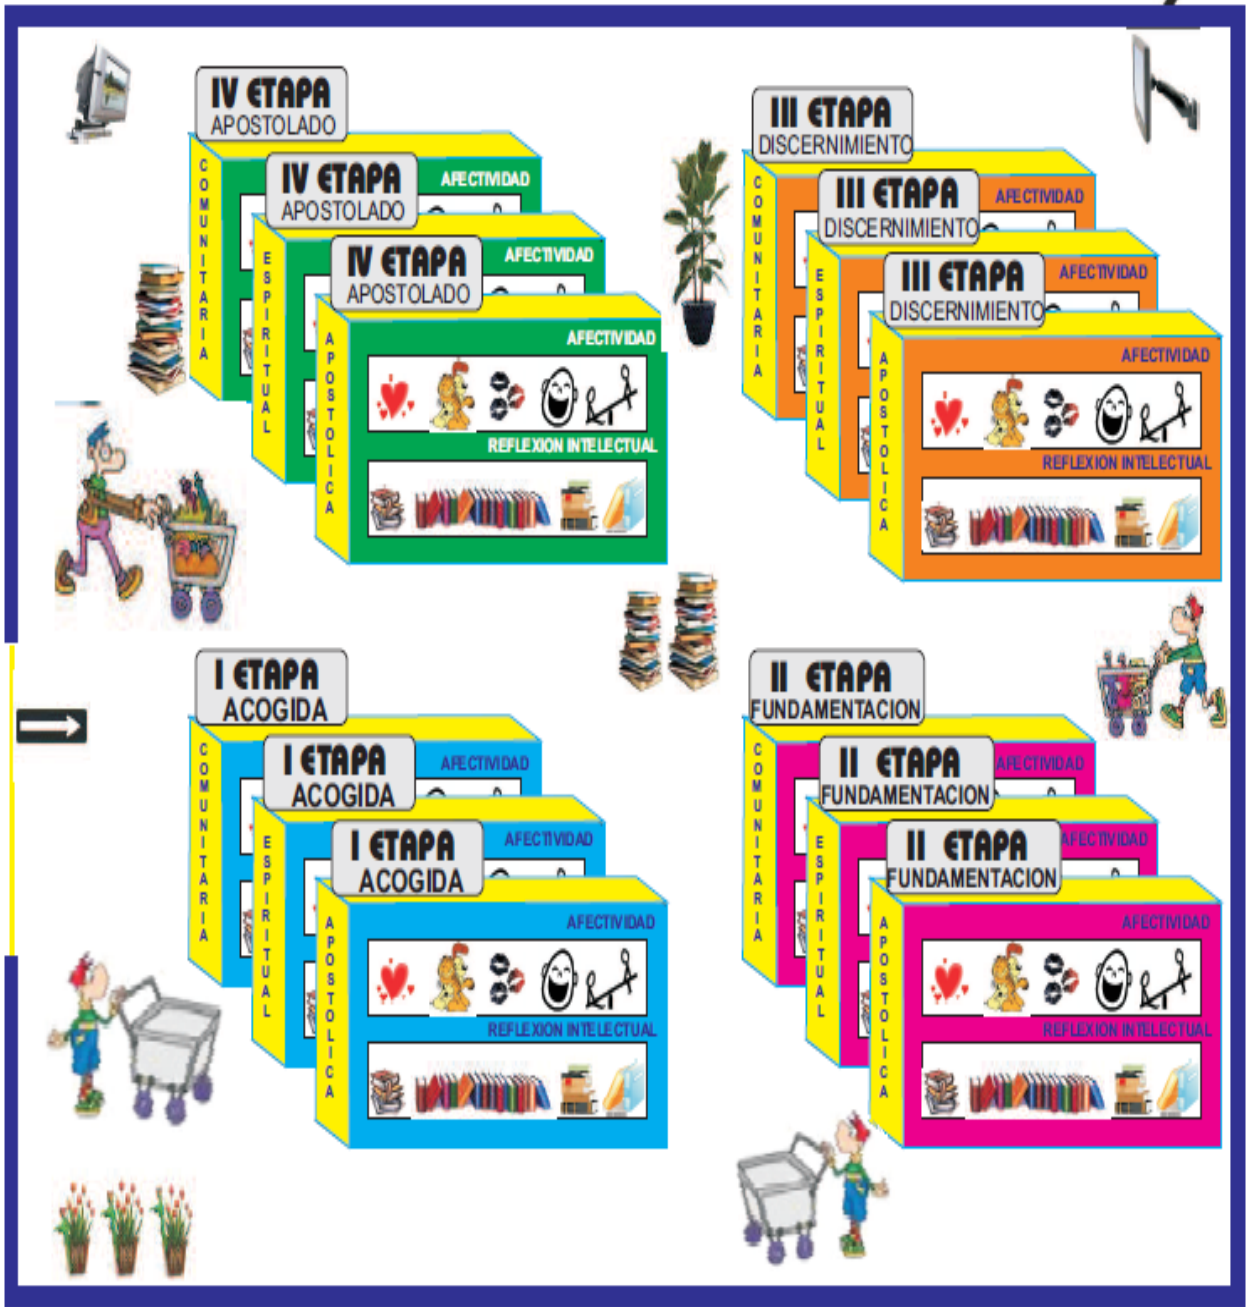 IV ETAPA
APOSTOLADO
COMUNITARIA
AFECTIVIDAD
IV ETAPA
APOSTOLADO
ESPIRITUAL
AFECTIVIDAD
IV ETAPA
APOSTOLADO
APOSTOLICA
AFECTIVIDAD
REFLEXION INTELECTUAL
III ETAPA
DISCERNIMIENTO
COMUNITARIA
AFECTIVIDAD
III ETAPA
DISCERNIMIENTO
ESPIRITUAL
AFECTIVIDAD
III ETAPA
DISCERNIMIENTO
APOSTOLICA
AFECTIVIDAD
REFLEXION INTELECTUAL
I ETAPA
ACOGIDA
COMUNITARIA
AFECTIVIDAD
I ETAPA
ACOGIDA
ESPIRITUAL
AFECTIVIDAD
I ETAPA
ACOGIDA
APOSTOLICA
AFECTIVIDAD
REFLEXION INTELECTUAL
II ETAPA
FUNDAMENTACION
COMUNITARIA
AFECTIVIDAD
II ETAPA
FUNDAMENTACION
ESPIRITUAL
AFECTIVIDAD
II ETAPA
FUNDAMENTACION
APOSTOLICA
AFECTIVIDAD
REFLEXION INTELECTUAL